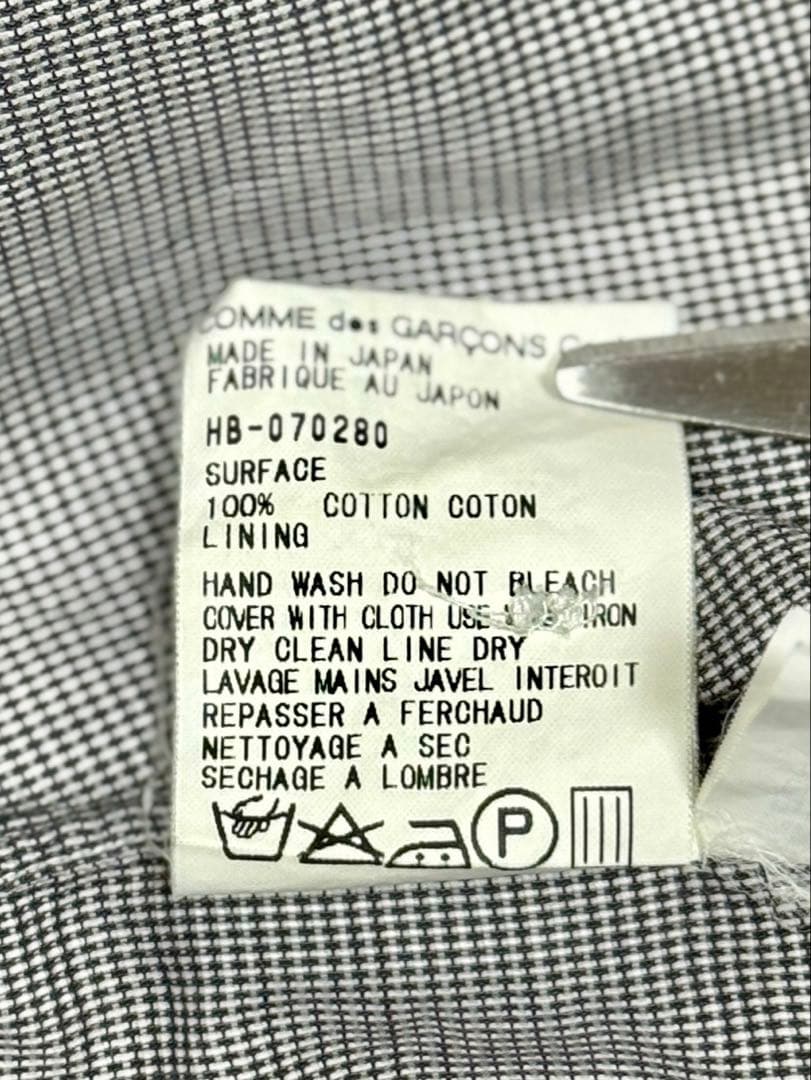 COMME des GARÇONS
MADE IN JAPAN
FABRIQUE AU JAPON
HB-070280
SURFACE
100% COTTON COTON
LINING
HAND WASH DO NOT BLEACH
COVER WITH CLOTH USE IRON
DRY CLEAN LINE DRY
LAVAGE MAINS JAVEL INTEROIT
REPASSER A FERCHAUD
NETTOYAGE A SEC
SECHAGE A LOMBRE
P